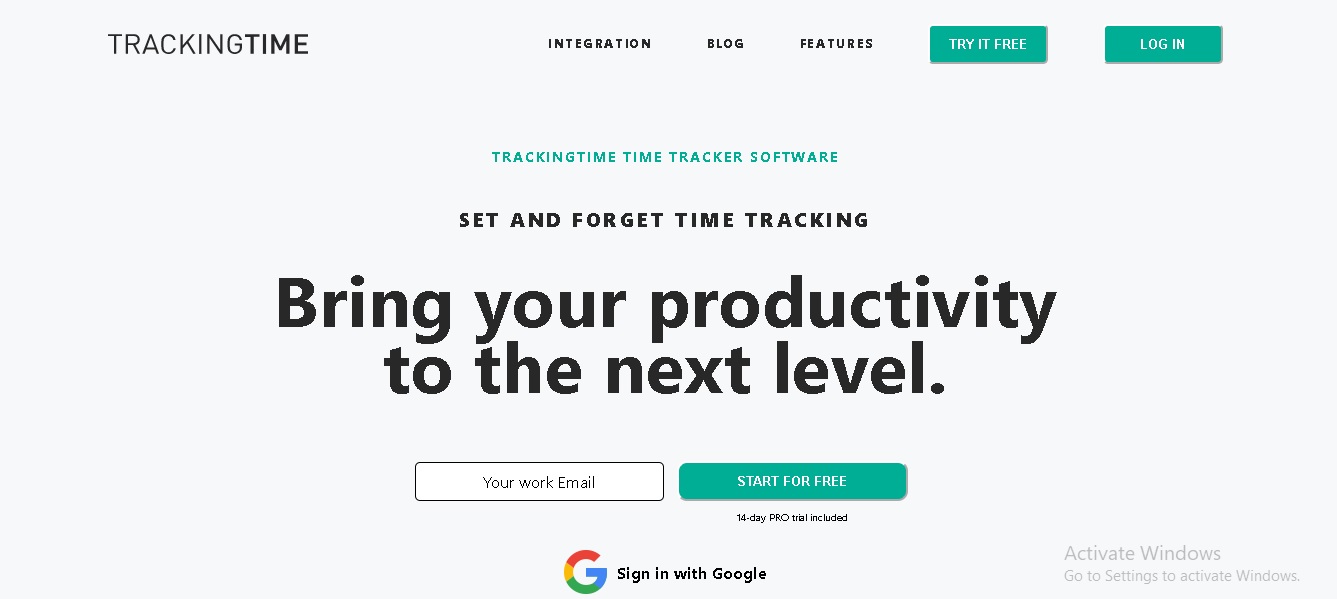 TRACKINGTIME
INTEGRATION
BLOG
FEATURES
TRY IT FREE
LOG IN
TRACKINGTIME TIME TRACKER SOFTWARE
SET AND FORGET TIME TRACKING
Bring your productivity
to the next level.
Your work Email
START FOR FREE
14-day PRO trial included
Sign in with Google
Activate Windows
Go to Settings to activate Windows.